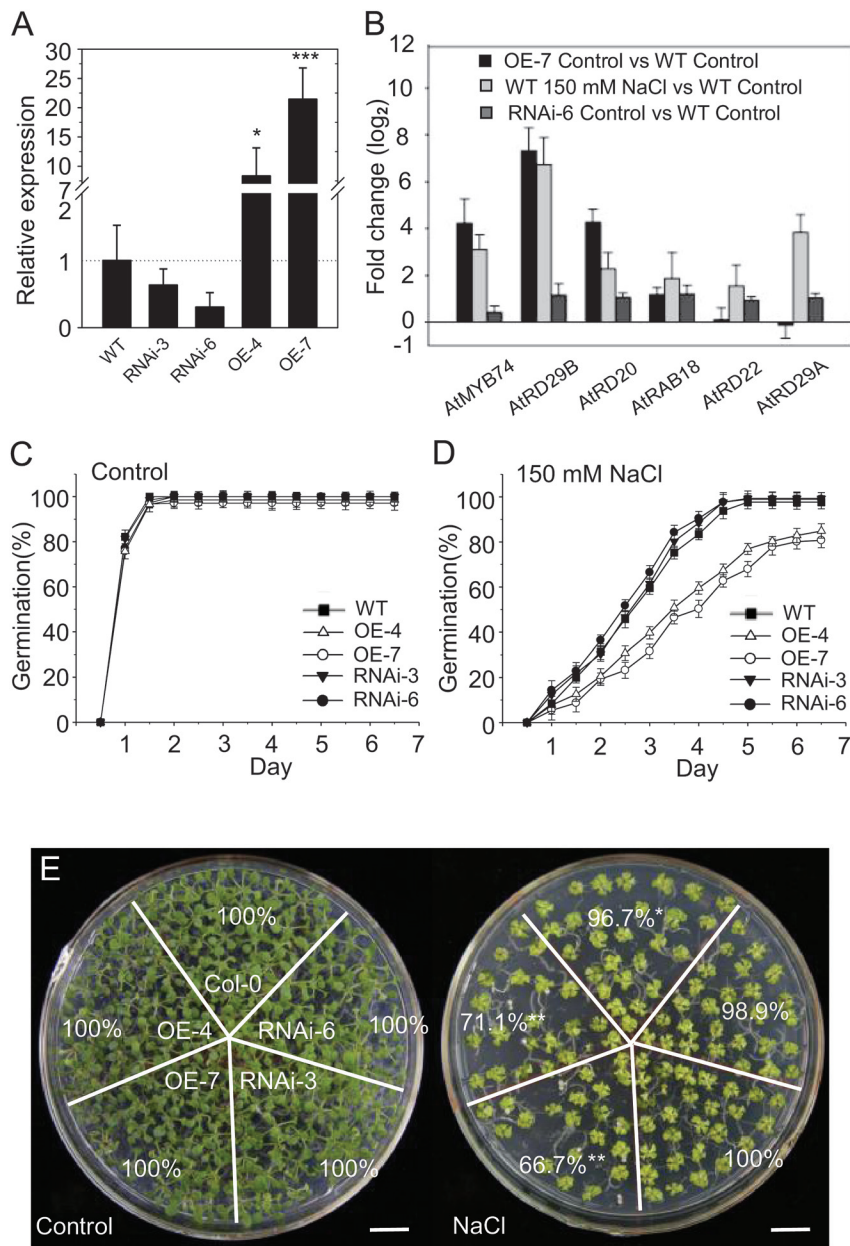 A
Relative expression
30
25
20
15
10
7
2
1
0
***
*
WT
RNAi-3
RNAi-6
OE-4
OE-7
B
Fold change (log2)
12
8
6
4
2
0
-1
OE-7 Control vs WT Control
WT 150 mM NaCl vs WT Control
RNAi-6 Control vs WT Control
AtMYB74
AtRD29B
AtRD20
AtRAB18
AtRD22
AtRD29A
C
Control
Germination(%)
100
80
60
40
20
0
WT
OE-4
OE-7
RNAi-3
RNAi-6
1 2 3 4 5 6 7
Day
D
150 mM NaCl
Germination(%)
100
80
60
40
20
0
WT
OE-4
OE-7
RNAi-3
RNAi-6
1 2 3 4 5 6 7
Day
E
100%
Col-0
100%
OE-4
RNAi-6
100%
OE-7
RNAi-3
100%
100%
Control
96.7%*
71.1%**
98.9%
66.7%**
100%
NaCl